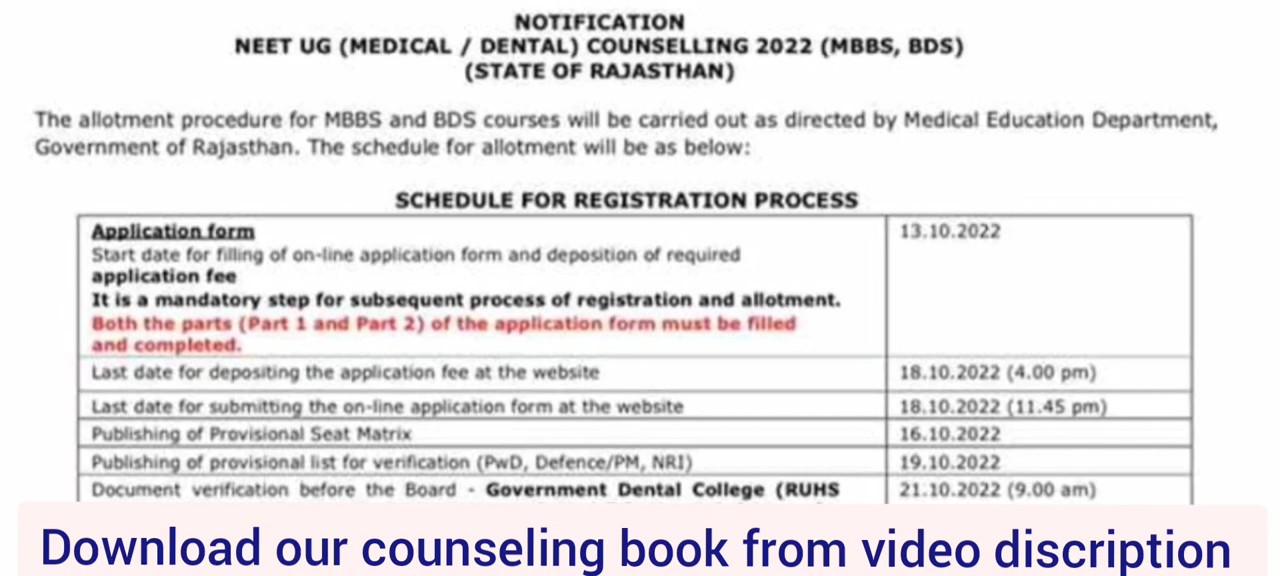 NOTIFICATION
NEET UG (MEDICAL / DENTAL) COUNSELLING 2022 (MBBS, BDS)
(STATE OF RAJASTHAN)
The allotment procedure for MBBS and BDS courses will be carried out as directed by Medical Education Department,
Government of Rajasthan. The schedule for allotment will be as below:
SCHEDULE FOR REGISTRATION PROCESS
Application form 13.10.2022
Start date for filling of on-line application form and deposition of required
application fee
It is a mandatory step for subsequent process of registration and allotment.
Both the parts (Part 1 and Part 2) of the application form must be filled
and completed.
Last date for depositing the application fee at the website 18.10.2022 (4.00 pm)
Last date for submitting the on-line application form at the website 18.10.2022 (11.45 pm)
Publishing of Provisional Seat Matrix 16.10.2022
Publishing of provisional list for verification (PwD, Defence/PM, NRI) 19.10.2022
Document verification before the Board - Government Dental College (RUHS 21.10.2022 (9.00 am)
Download our counseling book from video discription